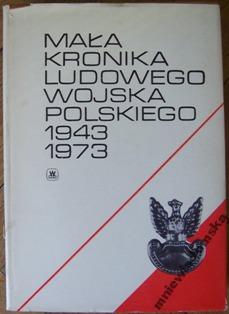 MAŁA
KRONIKA
LUDOWEGO
WOJSKA
POLSKIEGO
1943
1973